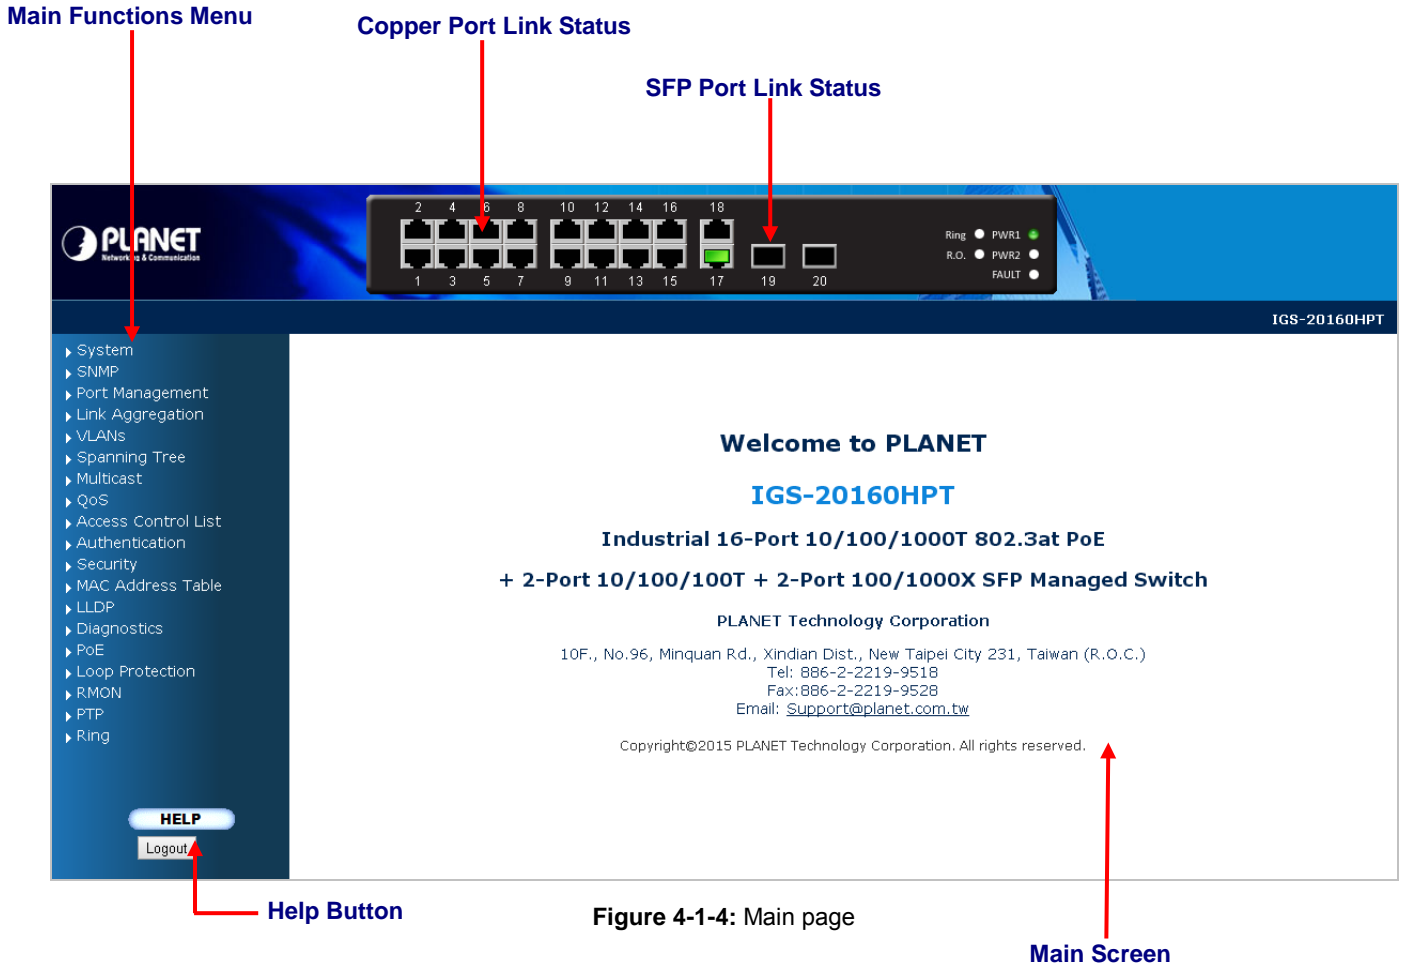 Main Functions Menu
Copper Port Link Status
SFP Port Link Status
2 4 6 8 10 12 14 16 18
PLANET
Networking & Communication
Ring PWR1
R.O. PWR2
FAULT
1 3 5 7 9 11 13 15 17 19 20
IGS-20160HPT
System
SNMP
Port Management
Link Aggregation
VLANs
Spanning Tree
Multicast
QoS
Access Control List
Authentication
Security
MAC Address Table
LLDP
Diagnostics
PoE
Loop Protection
RMON
PTP
Ring
HELP
Logout
Welcome to PLANET
IGS-20160HPT
Industrial 16-Port 10/100/1000T 802.3at PoE
+ 2-Port 10/100/100T + 2-Port 100/1000X SFP Managed Switch
PLANET Technology Corporation
10F., No.96, Minquan Rd., Xindian Dist., New Taipei City 231, Taiwan (R.O.C.)
Tel: 886-2-2219-9518
Fax:886-2-2219-9528
Email: Support@planet.com.tw
Copyright©2015 PLANET Technology Corporation. All rights reserved.
Help Button
Figure 4-1-4: Main page
Main Screen